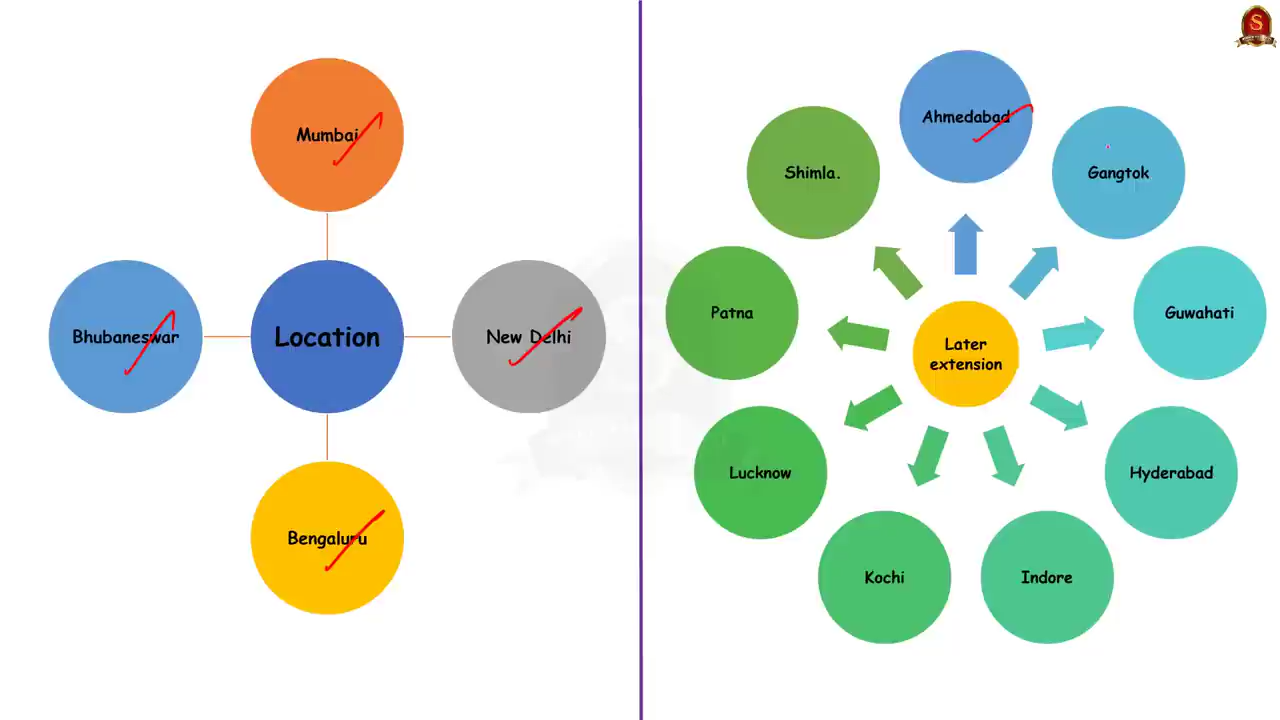 Mumbai
Bhubaneswar
Location
New Delhi
Bengaluru
S
Ahmedabad
Shimla.
Gangtok
Patna
Guwahati
Later
extension
Lucknow
Hyderabad
Kochi
Indore